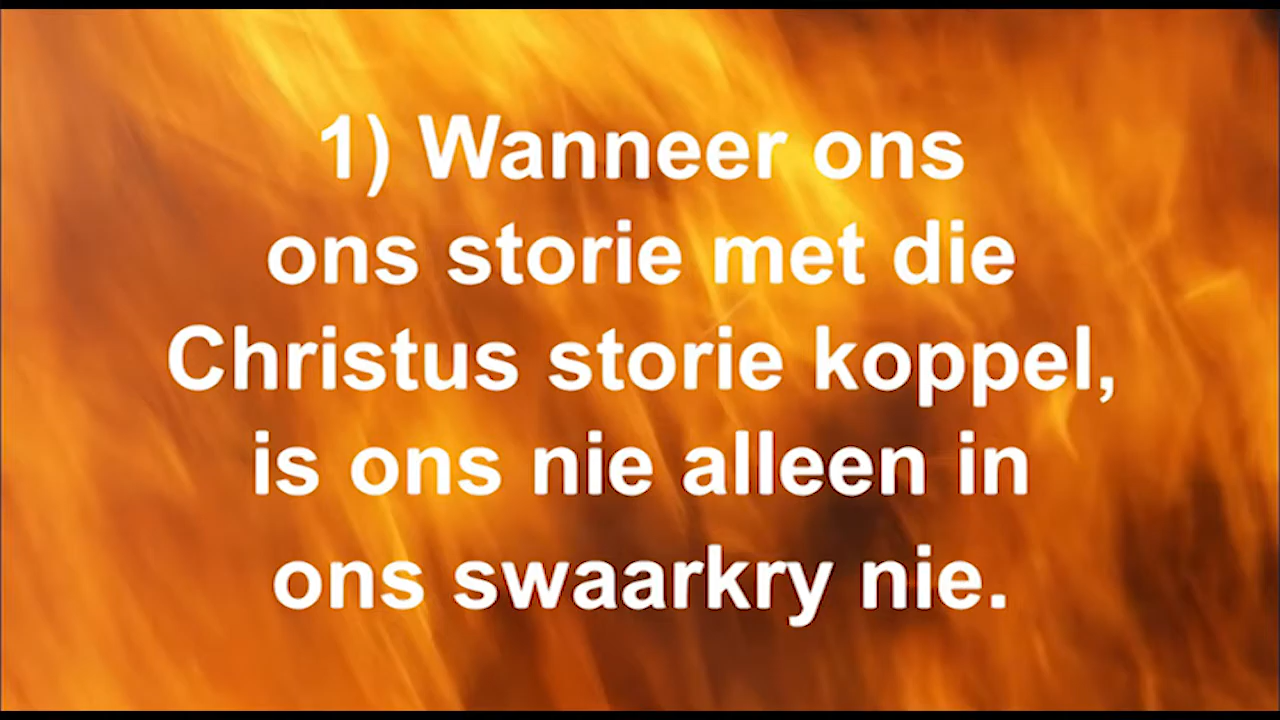 1) Wanneer ons
ons storie met die
Christus storie koppel,
is ons nie alleen in
ons swaarkry nie.